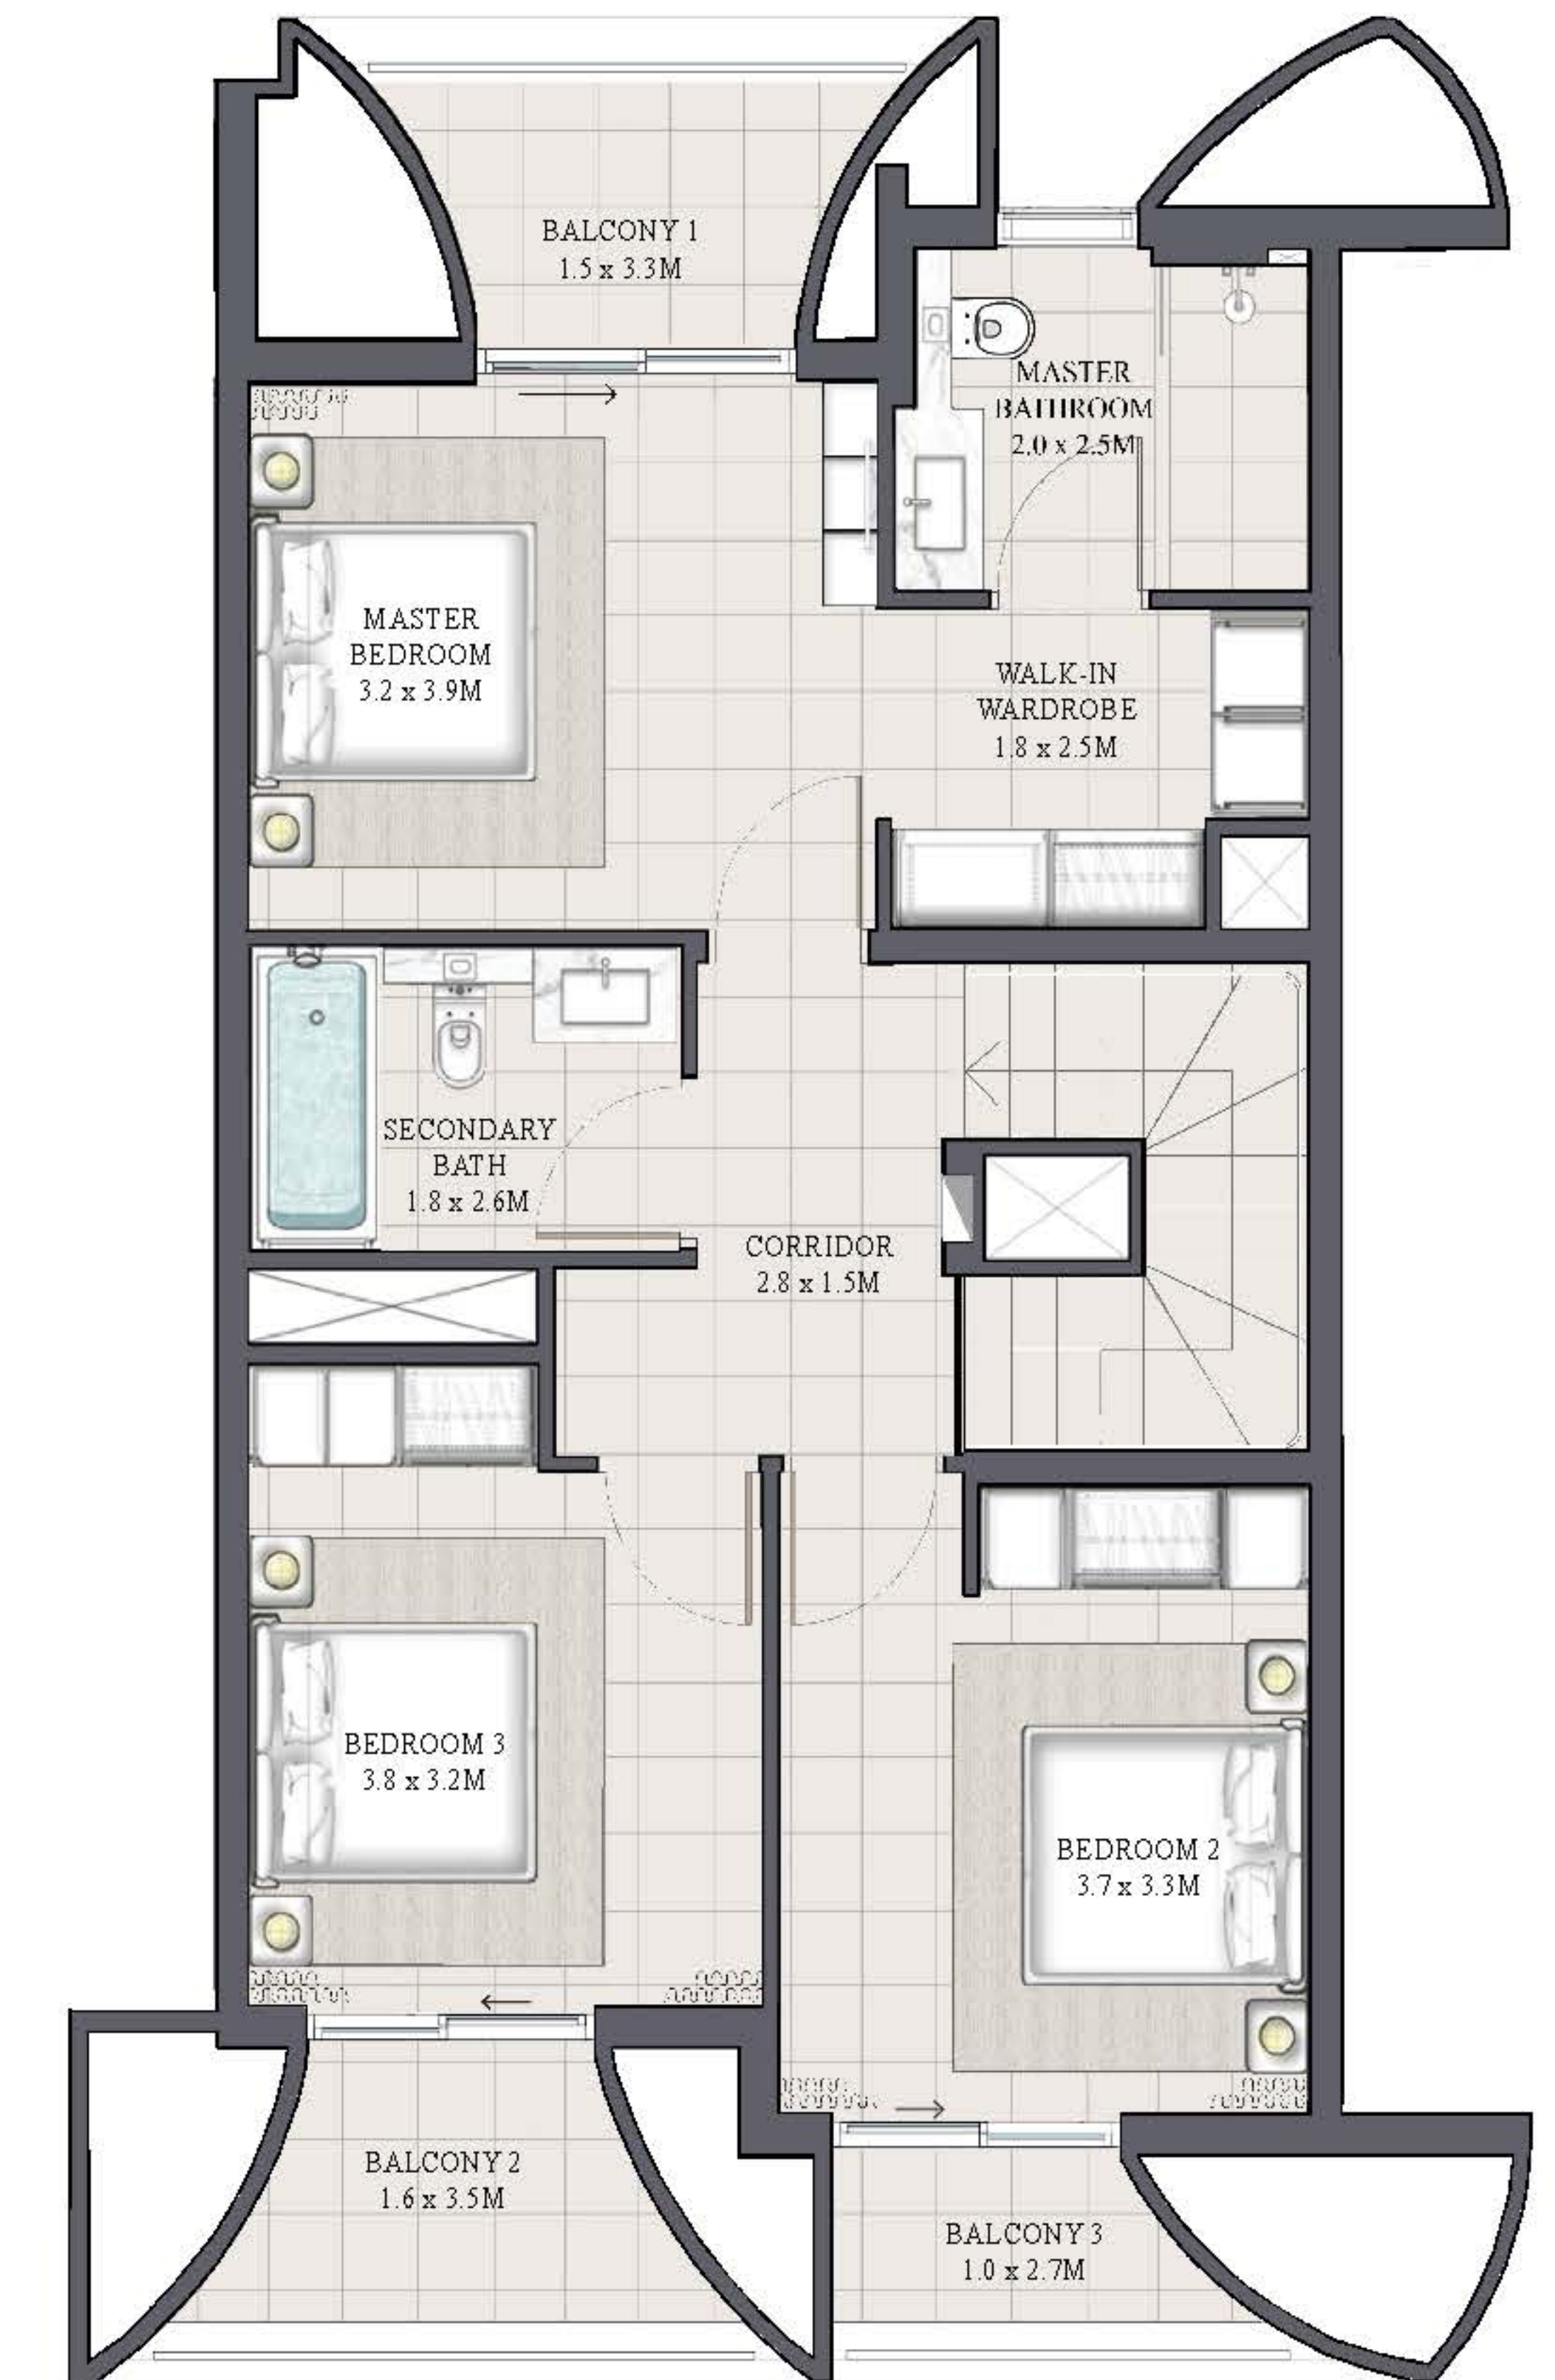 BALCONY 1
1.5 x 3.3M
MASTER
BATHROOM
2.0 x 2.5M
MASTER
BEDROOM
3.2 x 3.9M
WALK-IN
WARDROBE
1.8 x 2.5M
SECONDARY
BATH
1.8 x 2.6M
CORRIDOR
2.8 x 1.5M
BEDROOM 3
3.8 x 3.2M
BEDROOM 2
3.7 x 3.3M
BALCONY 2
1.6 x 3.5M
BALCONY 3
1.0 x 2.7M